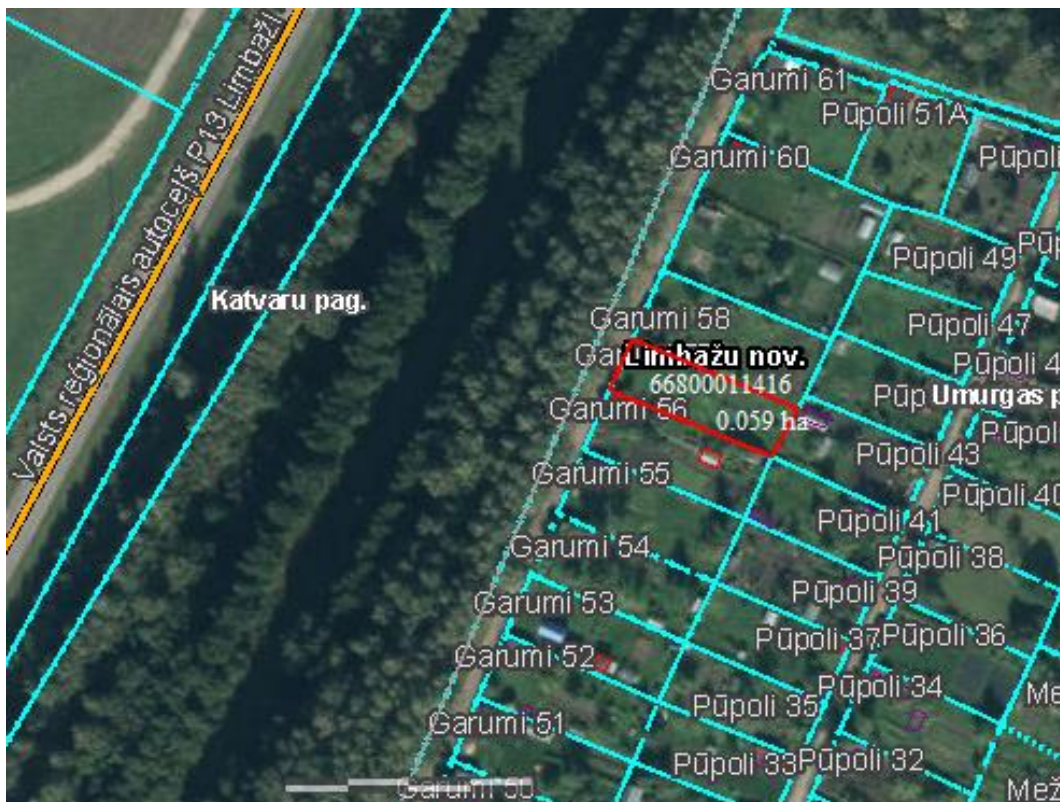 Valsts reģionālais autoceļš P13 Limbaži
Katvaru pag.
Garumi 61
Pūpoli 51A
Garumi 60
Pūpoli 49
Garumi 58
Pūpoli 47
Limbažu nov.
66800011416
0.059 ha
Garumi 56
Umurgas
Pūpoli 43
Garumi 55
Pūpoli 40
Pūpoli 41
Garumi 54
Pūpoli 38
Pūpoli 39
Garumi 53
Pūpoli 37
Pūpoli 36
Garumi 52
Pūpoli 34
Pūpoli 35
Garumi 51
Pūpoli 33
Pūpoli 32
Garumi 50